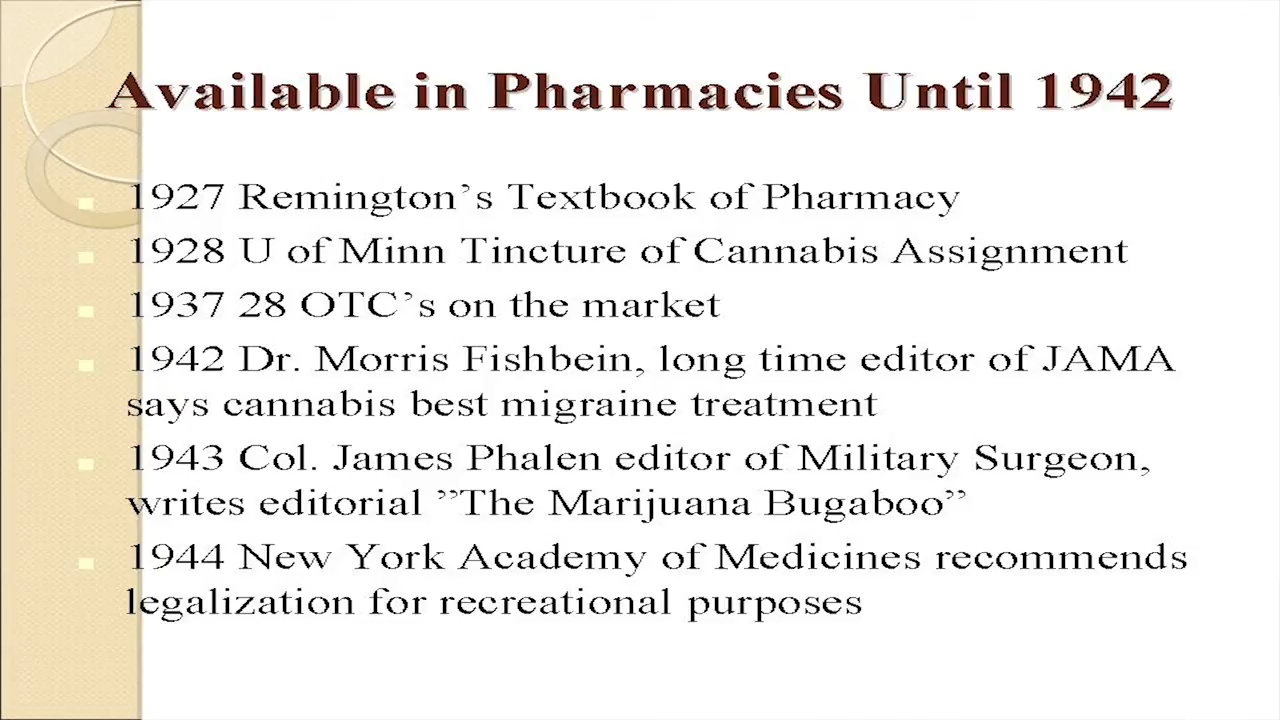 Available in Pharmacies Until 1942
1927 Remington's Textbook of Pharmacy
1928 U of Minn Tincture of Cannabis Assignment
1937 28 OTC's on the market
1942 Dr. Morris Fishbein, long time editor of JAMA
says cannabis best migraine treatment
1943 Col. James Phalen editor of Military Surgeon,
writes editorial ”The Marijuana Bugaboo”
1944 New York Academy of Medicines recommends
legalization for recreational purposes